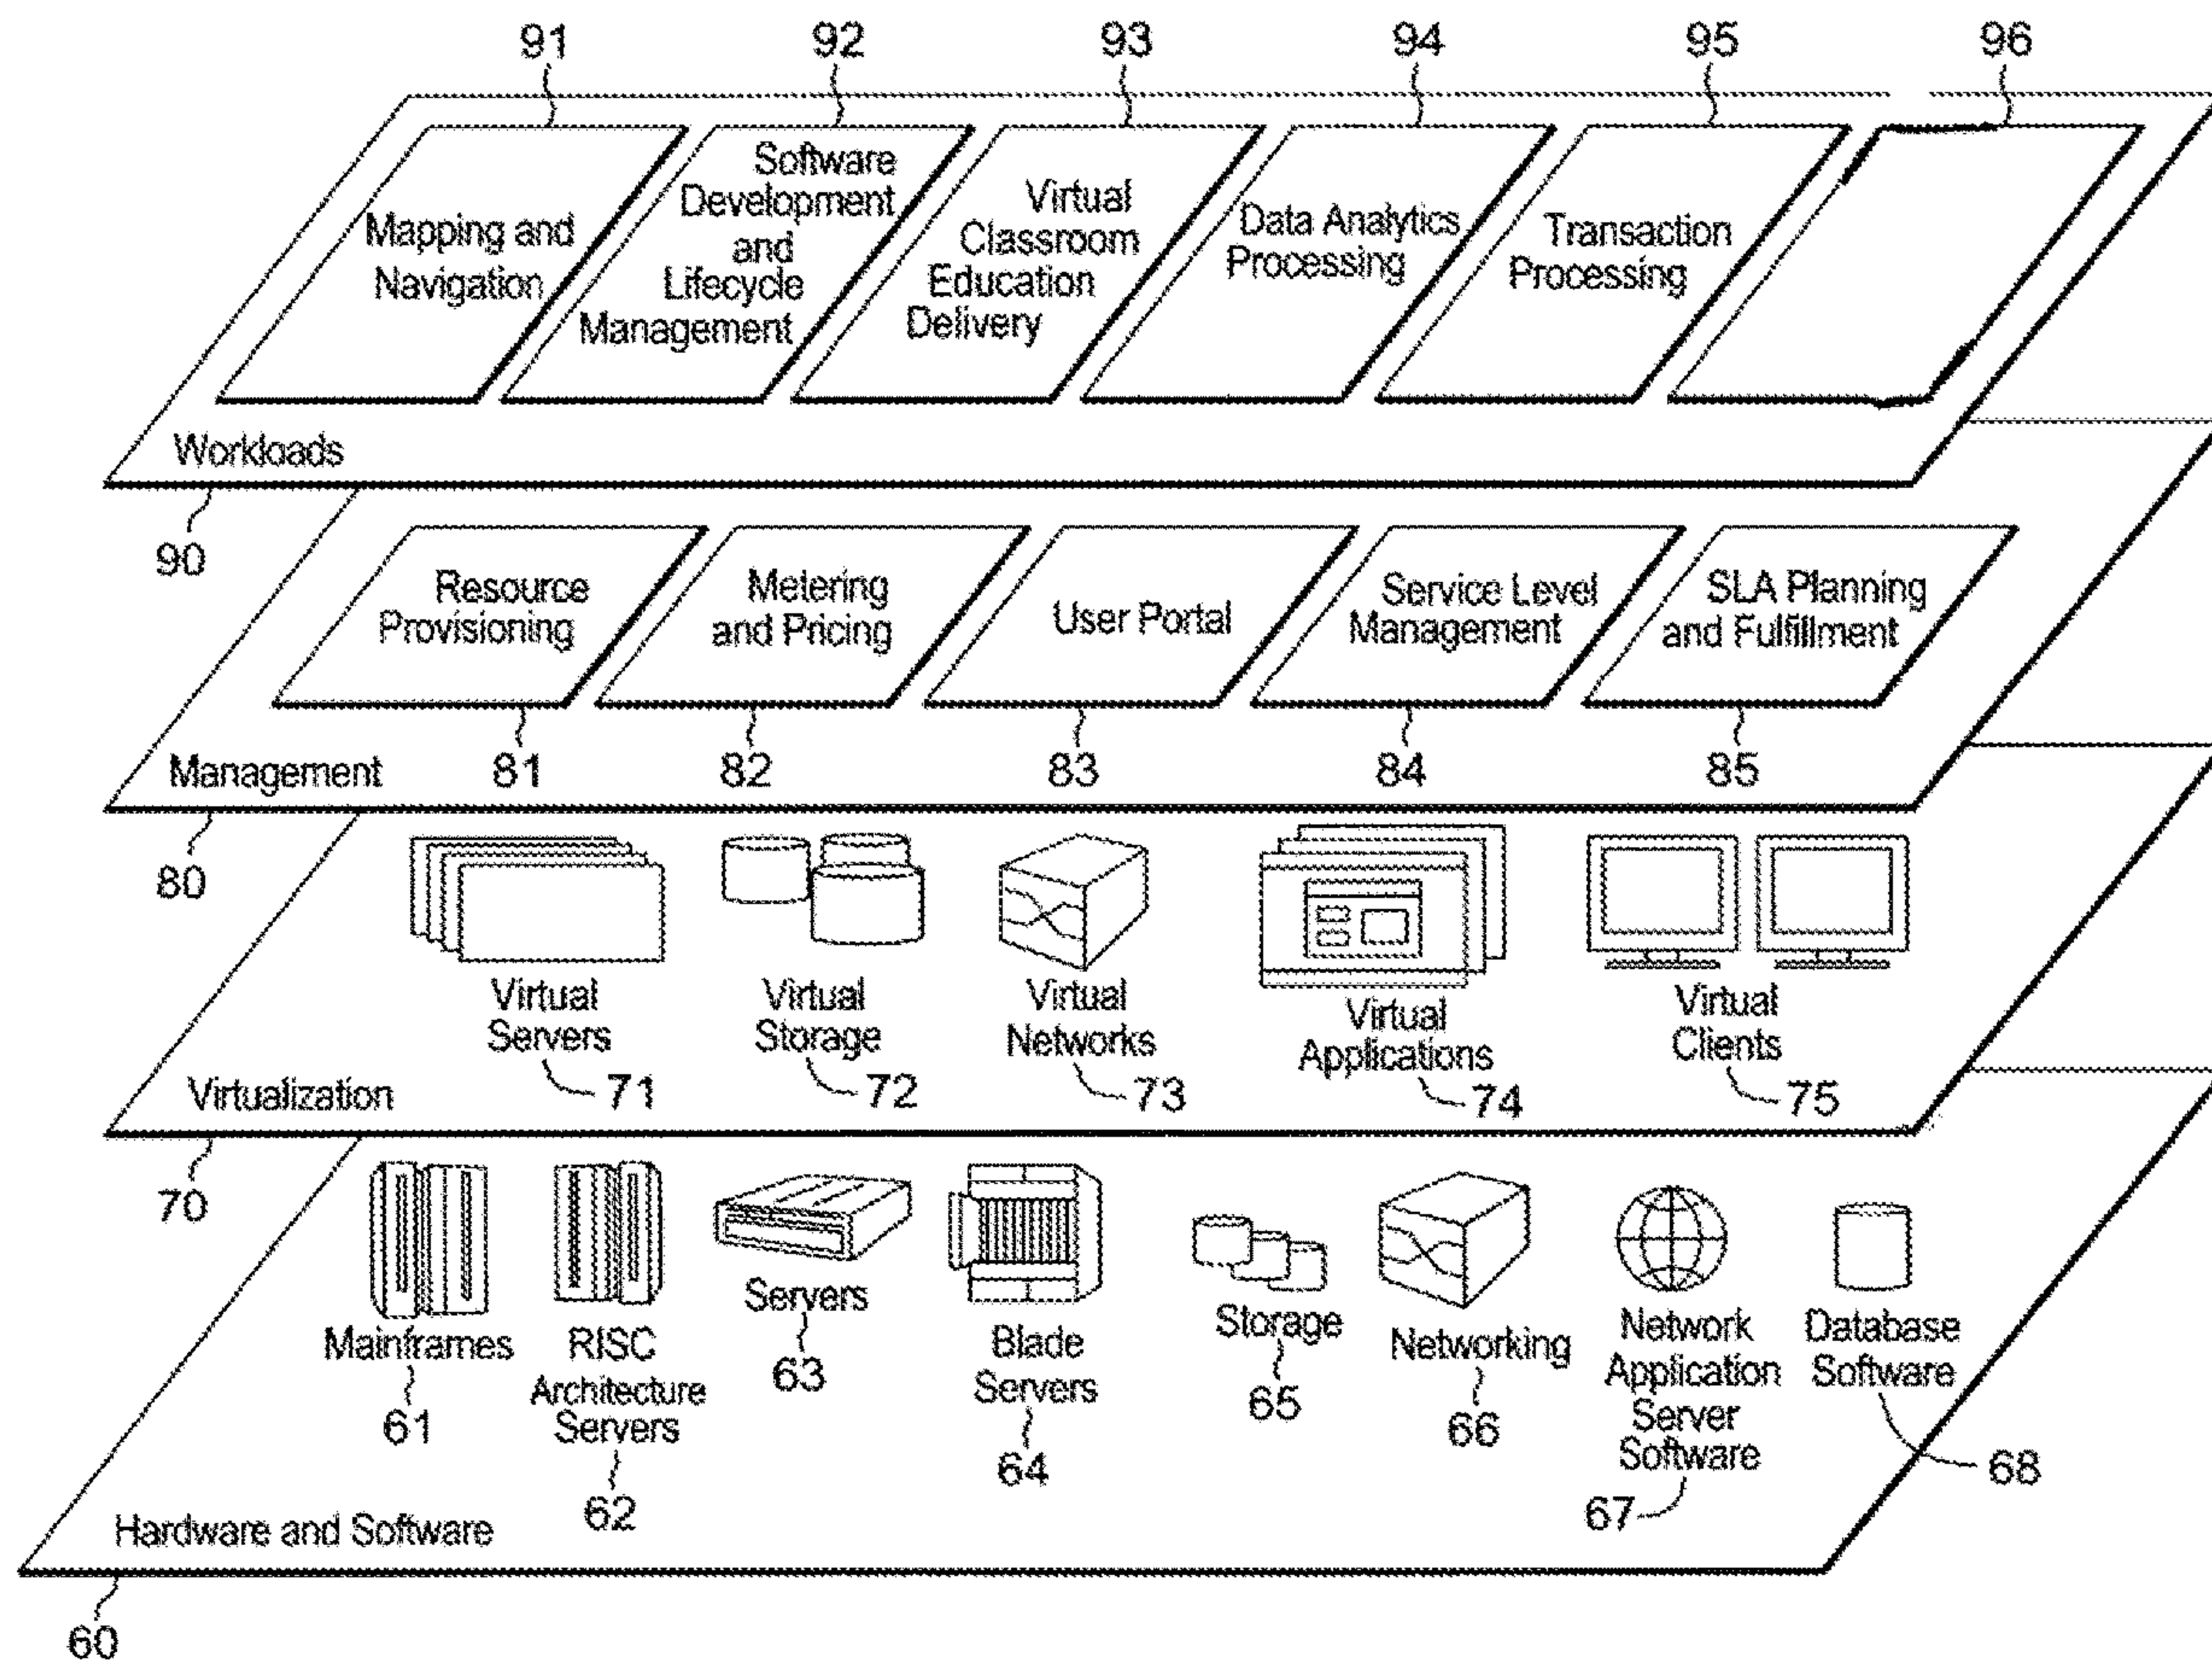 91 92 93 94 95 96
Mapping and
Navigation
Software
Development
and
Lifecycle
Management
Virtual
Classroom
Education
Delivery
Data Analytics
Processing
Transaction
Processing
Workloads
90
Resource
Provisioning
Metering
and Pricing
User Portal
Service Level
Management
SLA Planning
and Fulfillment
81 82 83 84 85
Management
80
Virtual
Servers
71
Virtual
Storage
72
Virtual
Networks
73
Virtual
Applications
74
Virtual
Clients
75
Virtualization
70
Mainframes
61
RISC
Architecture
Servers
62
Servers
63
Blade
Servers
64
Storage
65
Networking
66
Network
Application
Server
Software
67
Database
Software
68
Hardware and Software
60